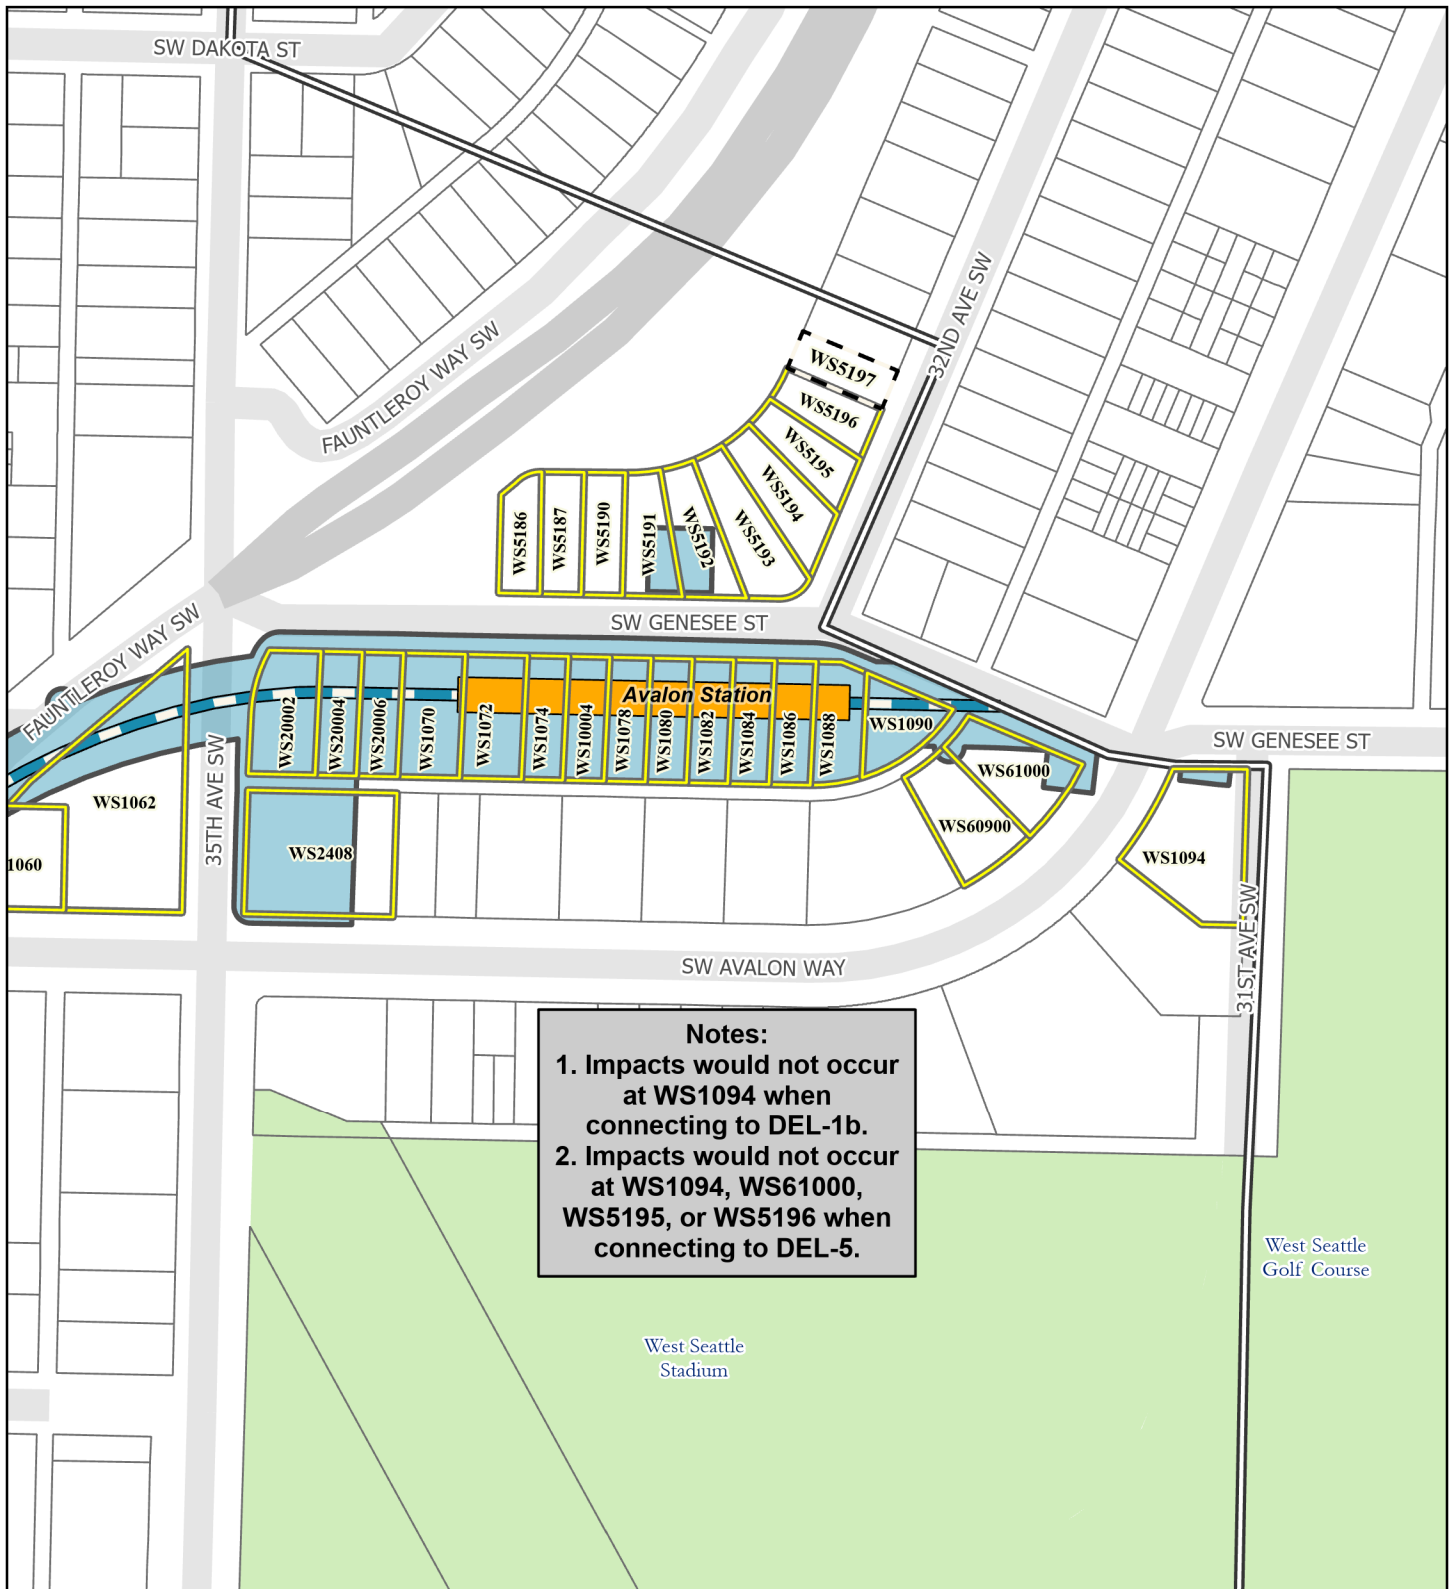 SW DAKOTA ST
32ND AVE SW
FAUNTLEROY WAY SW
WS5197
WS5196
WS5195
WS5194
WS5193
WS5192
WS5191
WS5190
WS5187
WS5186
SW GENESEE ST
FAUNTLEROY WAY SW
Avalon Station
WS20002
WS20004
WS20006
WS1070
WS1072
WS1074
WS10004
WS1078
WS1080
WS1082
WS1084
WS1086
WS1088
WS1090
SW GENESEE ST
WS61000
WS60900
WS1062
35TH AVE SW
WS2408
1060
WS1094
31ST AVE SW
SW AVALON WAY
Notes:
1. Impacts would not occur
at WS1094 when
connecting to DEL-1b.
2. Impacts would not occur
at WS1094, WS61000,
WS5195, or WS5196 when
connecting to DEL-5.
West Seattle
Golf Course
West Seattle
Stadium